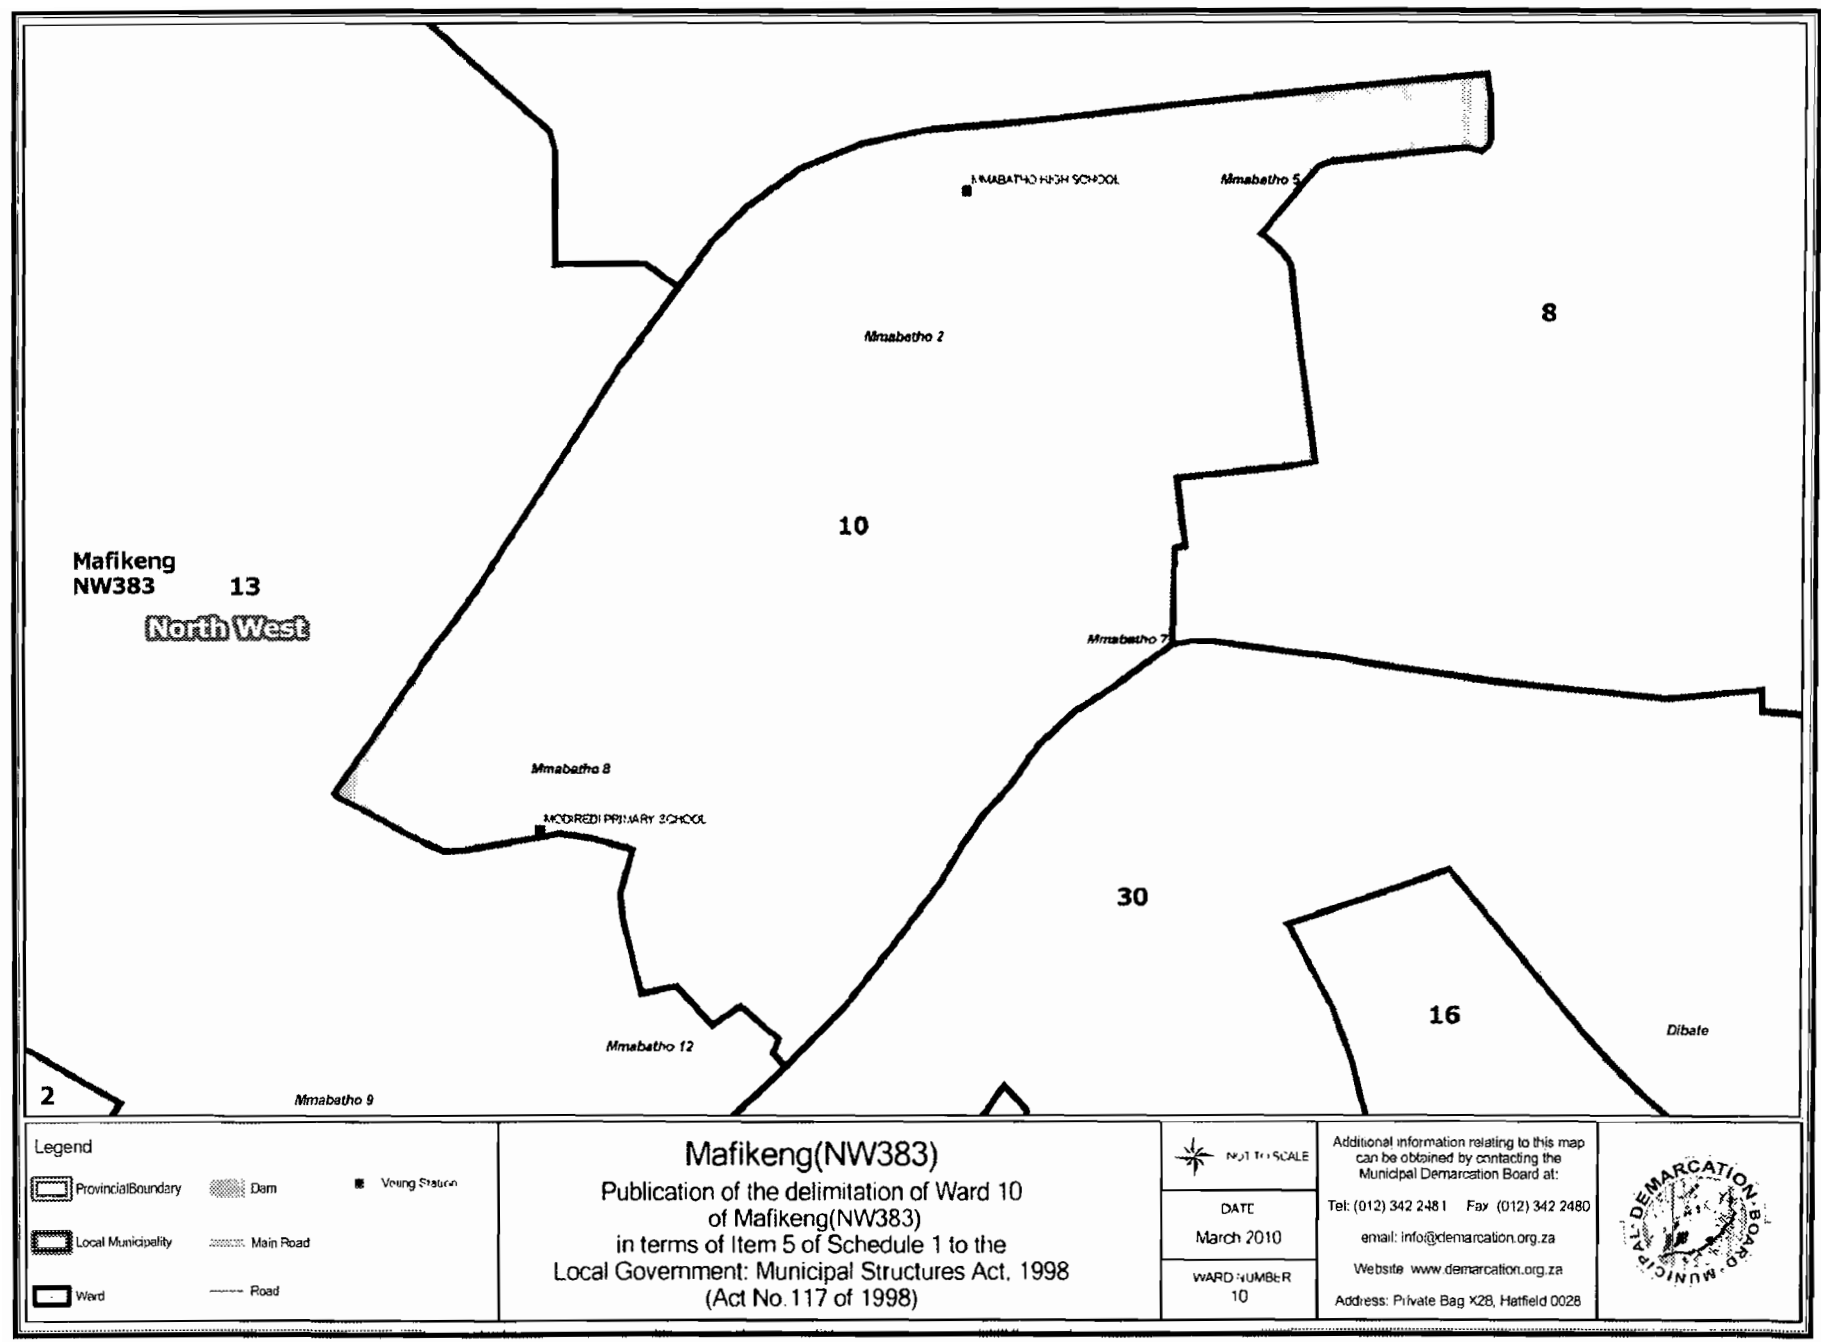 MMABATHO HIGH SCHOOL
Mmabatho 5
8
Mmabatho 2
10
Mafikeng
NW383
13
North West
Mmabatho 7
Mmabatho 8
MODIREDI PRIMARY SCHOOL
30
16
Dibate
Mmabatho 12
2
Mmabatho 9
Legend
ProvincialBoundary
Dam
Voting Station
Local Municipality
Main Road
Ward
Road
Mafikeng(NW383)
Publication of the delimitation of Ward 10
of Mafikeng(NW383)
in terms of Item 5 of Schedule 1 to the
Local Government: Municipal Structures Act, 1998
(Act No.117 of 1998)
NOT TO SCALE
DATE
March 2010
WARD NUMBER
10
Additional information relating to this map
can be obtained by contacting the
Municipal Demarcation Board at:
Tel: (012) 342 2481 Fax (012) 342 2480
email: info@demarcation.org.za
Website www.demarcation.org.za
Address: Private Bag X28, Hatfield 0028
MUNICIPAL DEMARCATION BOARD